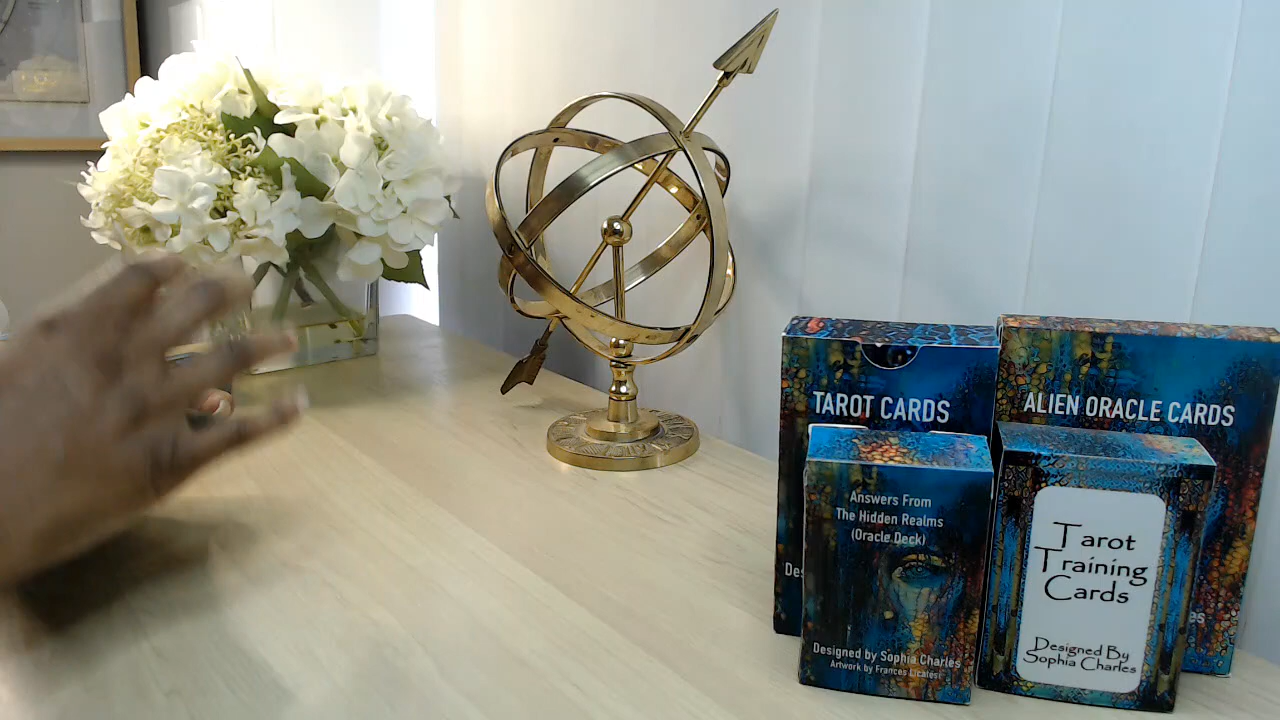 TAROT CARDS
ALIEN ORACLE CARDS
Answers From
The Hidden Realms
(Oracle Deck)
Designed by Sophia Charles
Artwork by Frances Licalesi
Tarot
Training
Cards
Designed By
Sophia Charles